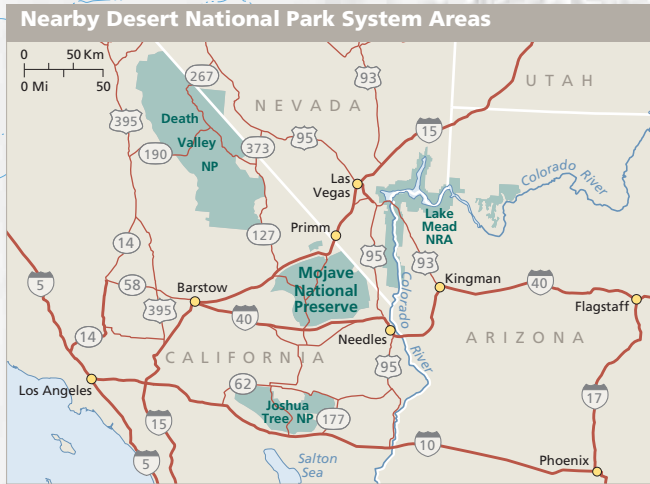 Nearby Desert National Park System Areas
0 50 Km
0 Mi 50
267
93
UTAH
NEVADA
395
Death
Valley
NP
95
15
190
373
Las
Vegas
Colorado River
Lake
Mead
NRA
Primm
127
14
95
93
5
58
Barstow
Mojave
National
Preserve
Colorado
River
Kingman
40
395
40
Flagstaff
14
Needles
ARIZONA
CALIFORNIA
95
62
Los Angeles
Joshua
Tree NP
177
17
15
10
5
Salton
Sea
Phoenix